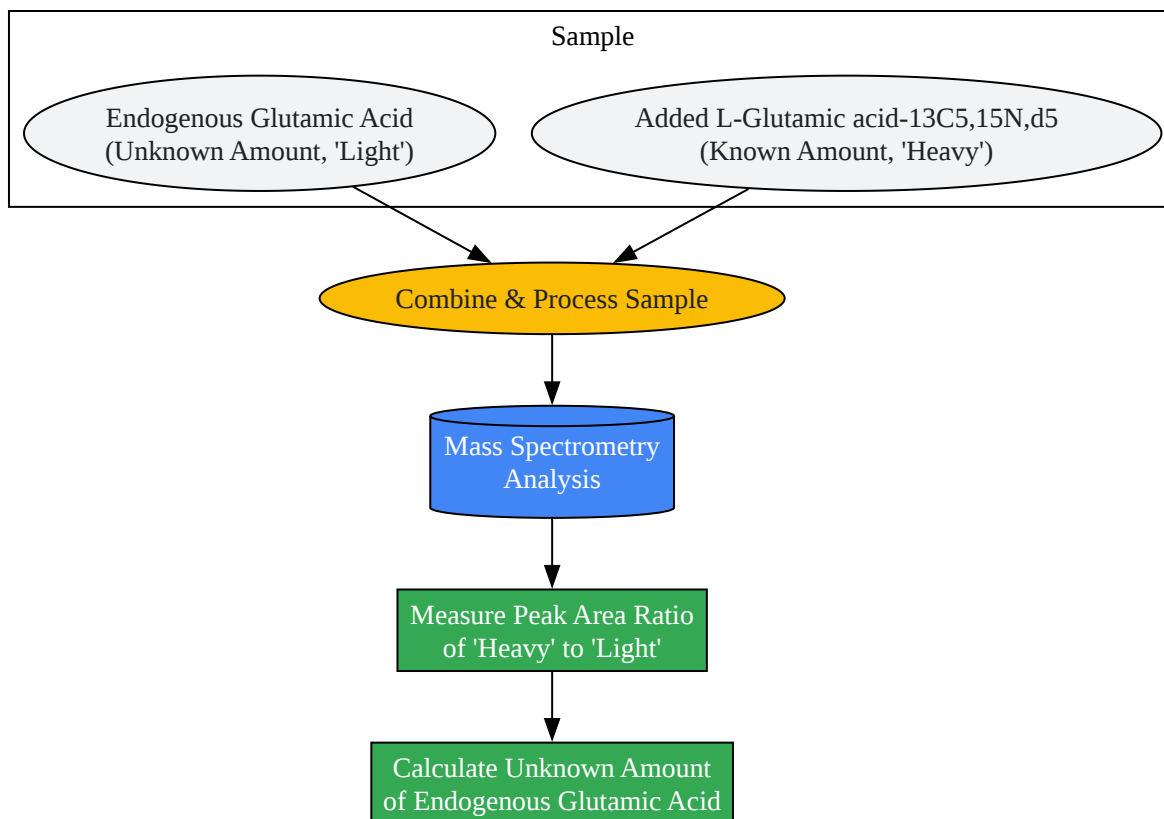 Sample
Endogenous Glutamic Acid
(Unknown Amount, 'Light')
Added L-Glutamic acid-13C5,15N,d5
(Known Amount, 'Heavy')
Combine & Process Sample
Mass Spectrometry
Analysis
Measure Peak Area Ratio
of 'Heavy' to 'Light'
Calculate Unknown Amount
of Endogenous Glutamic Acid